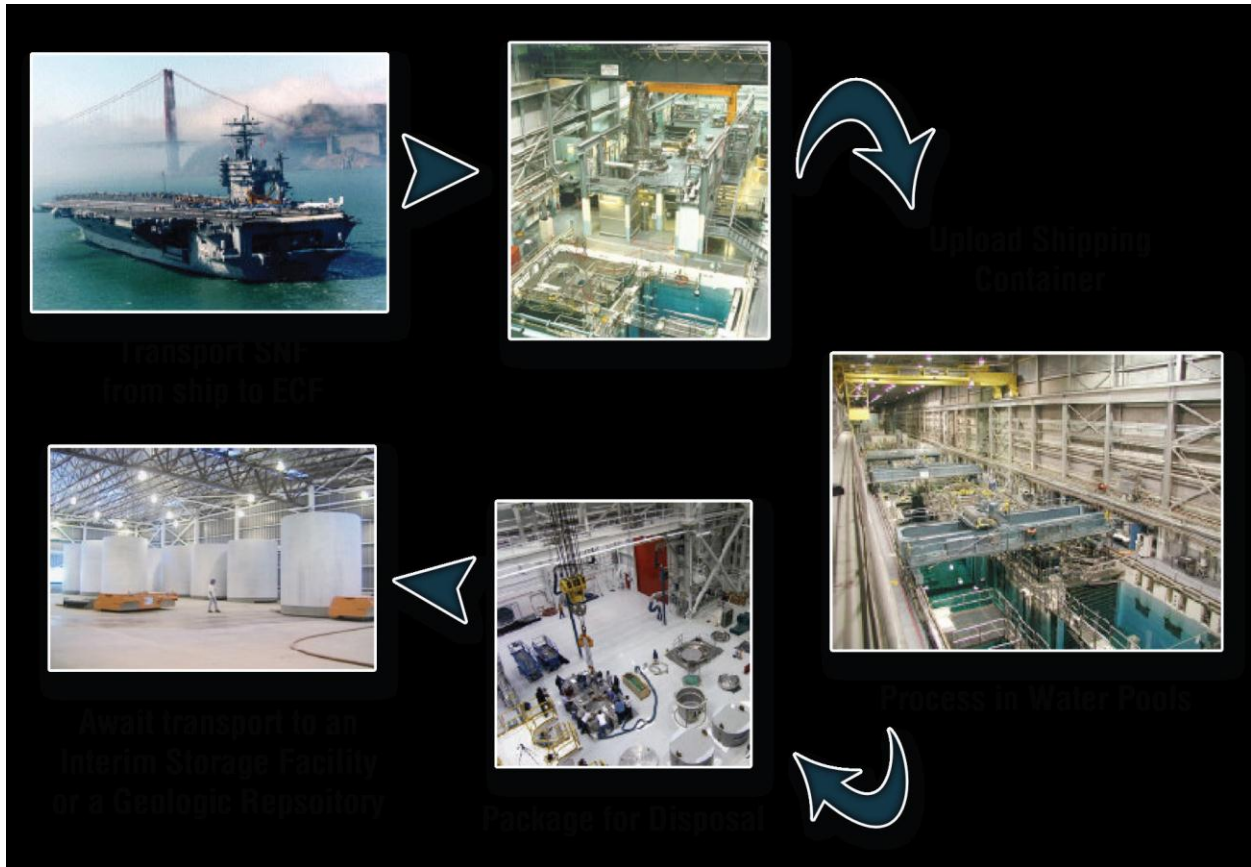 Transport SNF
from ship to ECF
Upload Shipping
Container
Process in Water Pools
Package for Disposal
Await transport to an
Interim Storage Facility
or a Genlogic Repsoitory